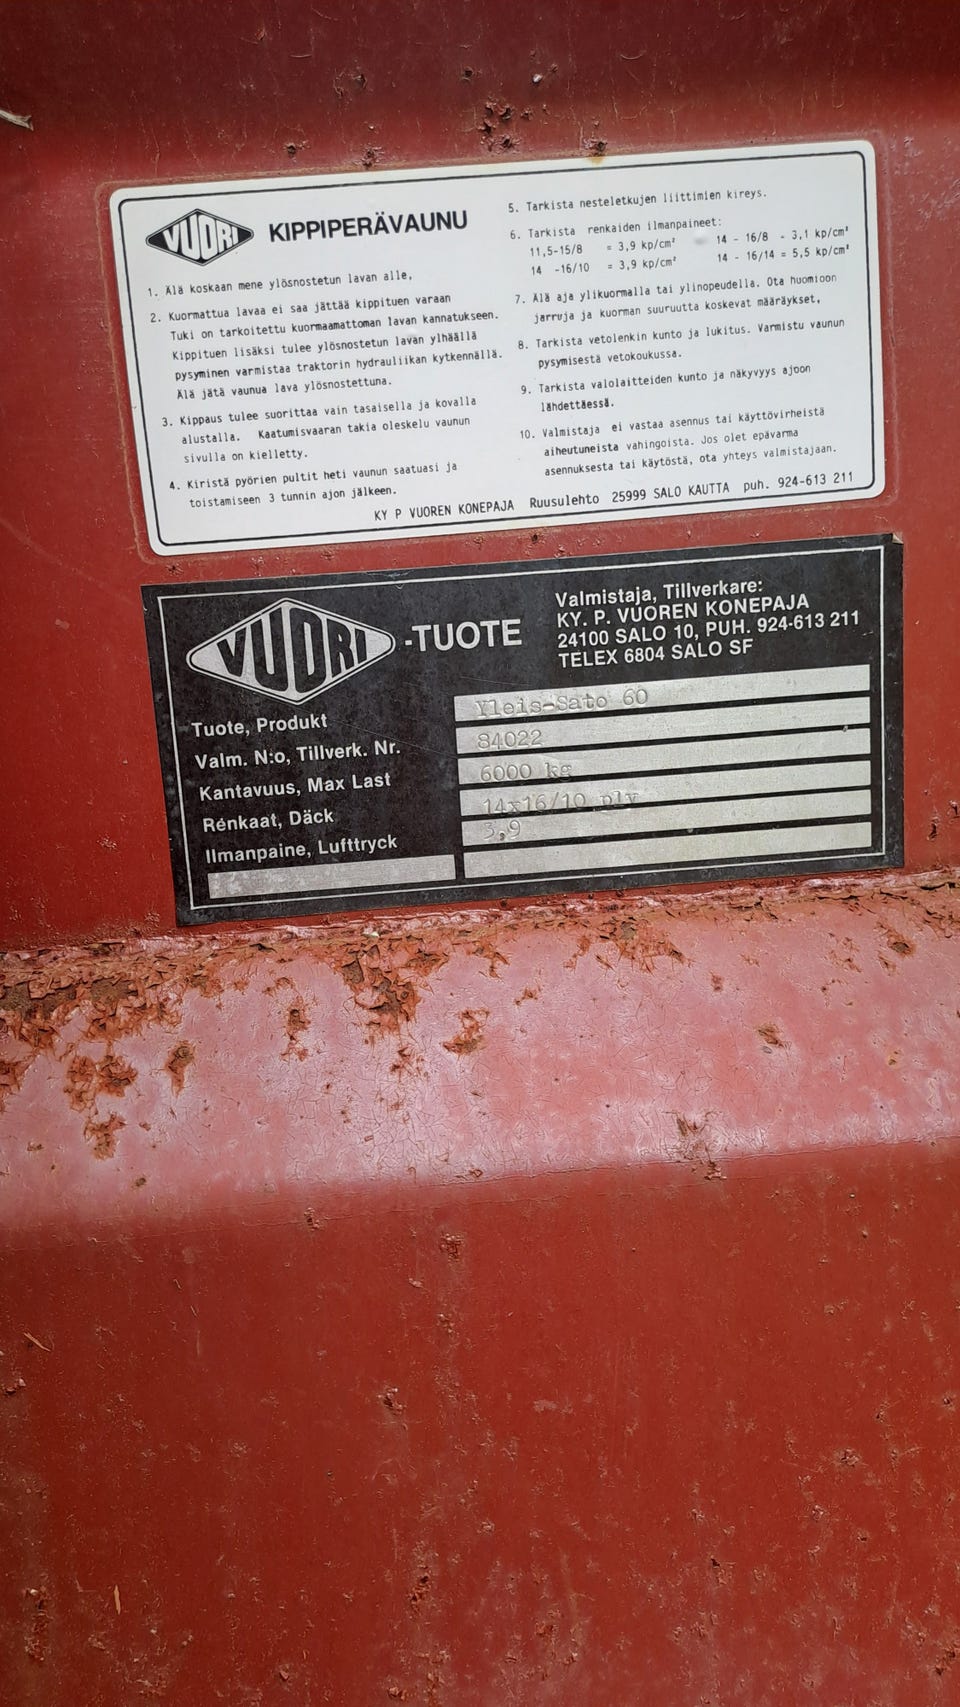 VUORI KIPPIPERÄVAUNU
1. Älä koskaan mene ylösnostetun lavan alle,
2. Kuormattua lavaa ei saa jättää kippituen varaan
Tuki on tarkoitettu kuormaamattoman lavan kannatukseen.
Kippituen lisäksi tulee ylösnostetun lavan ylhäällä
pysyminen varmistaa traktorin hydrauliikan kytkennällä.
Älä jätä vaunua lava ylösnostettuna.
3. Kippaus tulee suorittaa vain tasaisella ja kovalla
alustalla. Kaatumisvaaran takia oleskelu vaunun
sivulla on kielletty.
4. Kiristä pyörien pultit heti vaunun saatuasi ja
toistamiseen 3 tunnin ajon jälkeen.
5. Tarkista nesteletkujen liittimien kireys.
6. Tarkista renkaiden ilmanpaineet:
11,5-15/8 = 3,9 kp/cm² 14 - 16/8 - 3,1 kp/cm²
14 -16/10 = 3,9 kp/cm² 14 - 16/14 = 5,5 kp/cm²
7. Älä aja ylikuormalla tai ylinopeudella. Ota huomioon
jarruja ja kuorman suuruutta koskevat määräykset,
8. Tarkista vetolenkin kunto ja lukitus. Varmistu vaunun
pysymisestä vetokoukussa.
9. Tarkista valolaitteiden kunto ja näkyvyys ajoon
lähdettäessä.
10. Valmistaja ei vastaa asennus tai käyttövirheistä
aiheutuneista vahingoista. Jos olet epävarma
asennuksesta tai käytöstä, ota yhteys valmistajaan.
KY P VUOREN KONEPAJA Ruusulehto 25999 SALO KAUTTA puh. 924-613 211
VUORI -TUOTE
Valmistaja, Tillverkare:
KY. P. VUOREN KONEPAJA
24100 SALO 10, PUH. 924-613 211
TELEX 6804 SALO SF
Tuote, Produkt Yleis-Sato 60
Valm. N:o, Tillverk. Nr. 84022
Kantavuus, Max Last 6000 kg
Renkaat, Däck 14x16/10 ply
Ilmanpaine, Lufttryck 3,9